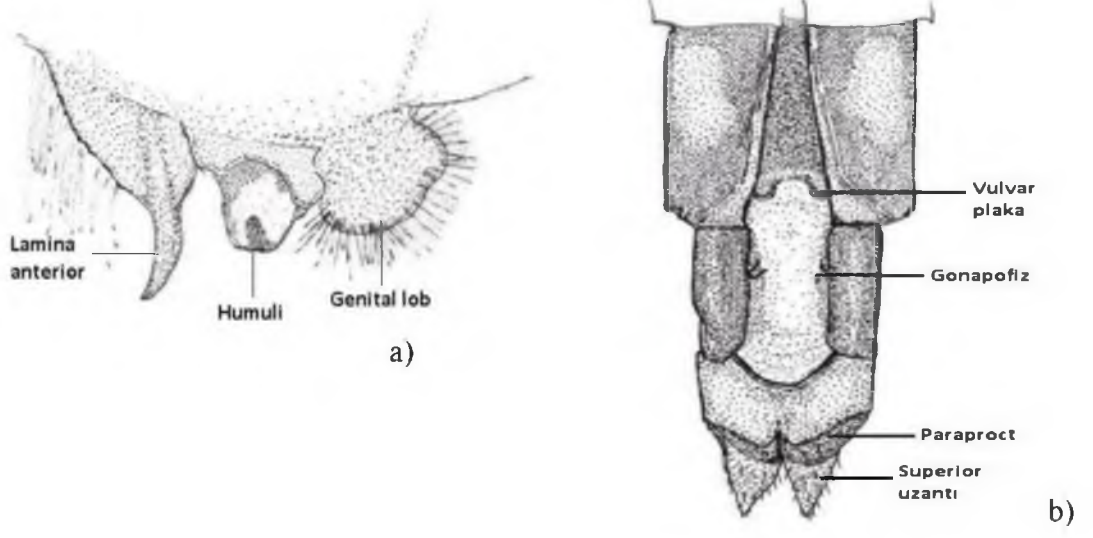 Lamina
anterior
Humuli
Genital lob
a)
Vulvar
plaka
Gonapofiz
Paraproct
Superior
uzantı
b)